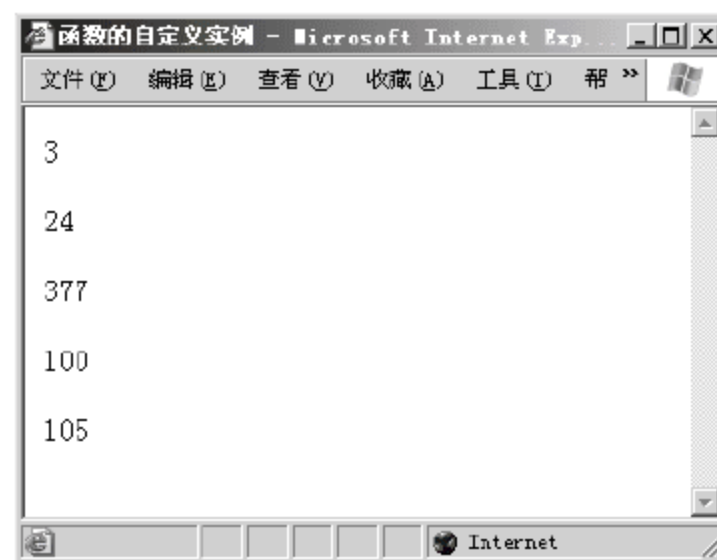 函数的自定义实例 - Microsoft Internet Exp...
文件(F) 编辑(E) 查看(V) 收藏(A) 工具(T) 帮 »
3
24
377
100
105
Internet